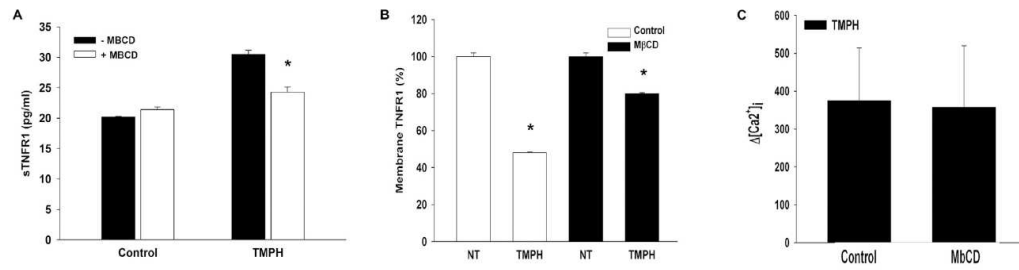 A
- MBCD
+ MBCD
sTNFR1 (pg/ml)
35
30
25
20
15
10
5
0
*
Control
TMPH
B
Control
MβCD
Membrane TNFR1 (%)
120
100
80
60
40
20
0
*
*
NT
TMPH
NT
TMPH
C
TMPH
Δ[Ca2+]i
600
500
400
300
200
100
0
Control
MbCD